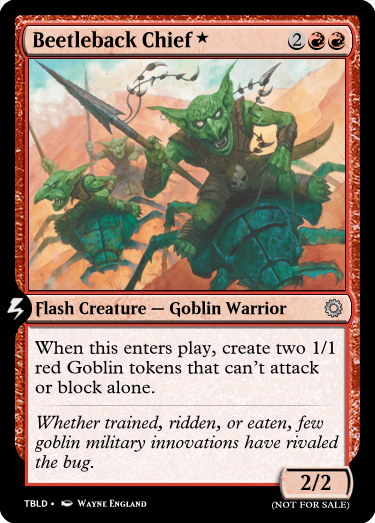 Beetleback Chief★ 2
Flash Creature — Goblin Warrior
When this enters play, create two 1/1
red Goblin tokens that can't attack
or block alone.
Whether trained, ridden, or eaten, few
goblin military innovations have rivaled
the bug.
2/2
TBLD • Wayne England
(NOT FOR SALE)